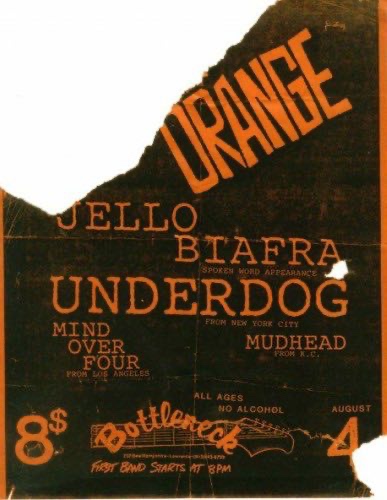 ORANGE
JELLO
BIAFRA
SPOKEN WORD APPEARANCE
UNDERDOG
FROM NEW YORK CITY
MIND
OVER
FOUR
FROM LOS ANGELES
MUDHEAD
FROM K.C.
ALL AGES
NO ALCOHOL
AUGUST
4
8$
Bottleneck
FIRST BAND STARTS AT 8PM